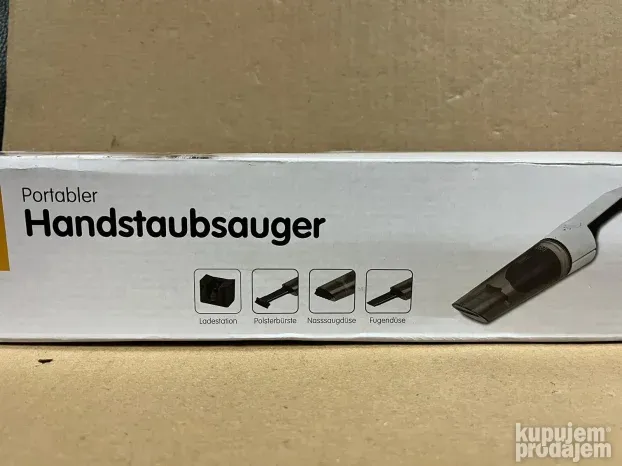 Portabler
Handstaubsauger
Ladestation Polsterbürste Nasssaugdüse Fugendüse
kupujem
prodajem